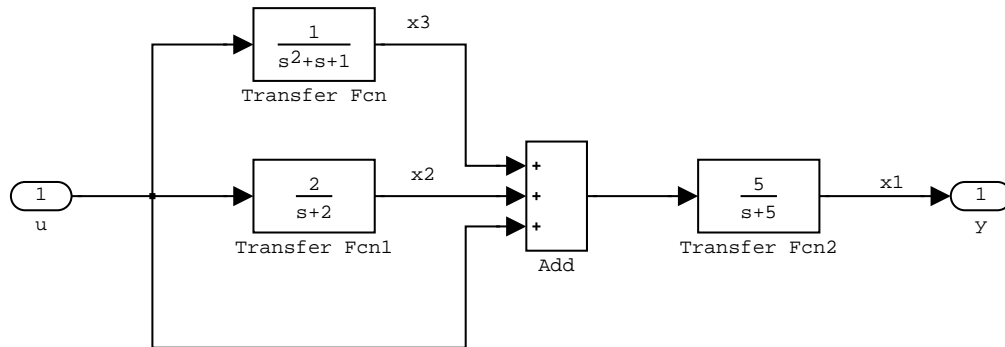 x3
1
s2+s+1
Transfer Fcn
1
u
2
s+2
Transfer Fcn1
x2
+
+
+
Add
5
s+5
Transfer Fcn2
x1
1
y